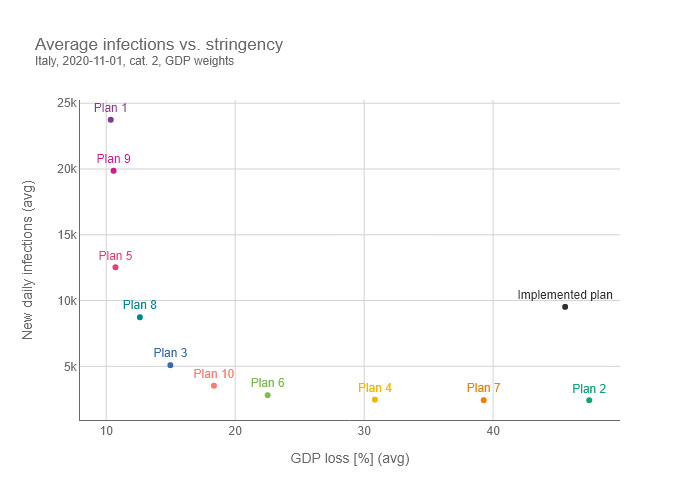 Average infections vs. stringency
Italy, 2020-11-01, cat. 2, GDP weights
25k
Plan 1
Plan 9
20k
15k
Plan 5
Plan 8
Implemented plan
10k
Plan 3
5k
Plan 10
Plan 6
Plan 4
Plan 7
Plan 2
New daily infections (avg)
10
20
30
40
GDP loss [%] (avg)